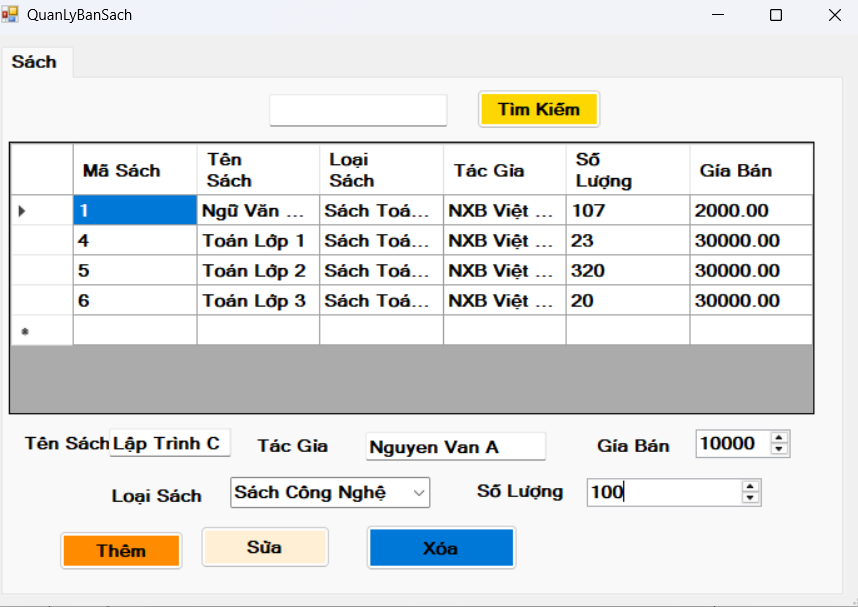 QuanLyBanSach
Sách
Tìm Kiếm
Mã Sách Tên Sách Loại Sách Tác Gia Số Lượng Gía Bán
1 Ngữ Văn ... Sách Toá... NXB Việt ... 107 2000.00
4 Toán Lớp 1 Sách Toá... NXB Việt ... 23 30000.00
5 Toán Lớp 2 Sách Toá... NXB Việt ... 320 30000.00
6 Toán Lớp 3 Sách Toá... NXB Việt ... 20 30000.00
Tên Sách Lập Trình C Tác Gia Nguyen Van A Gía Bán 10000
Loại Sách Sách Công Nghệ Số Lượng 100
Thêm Sửa Xóa